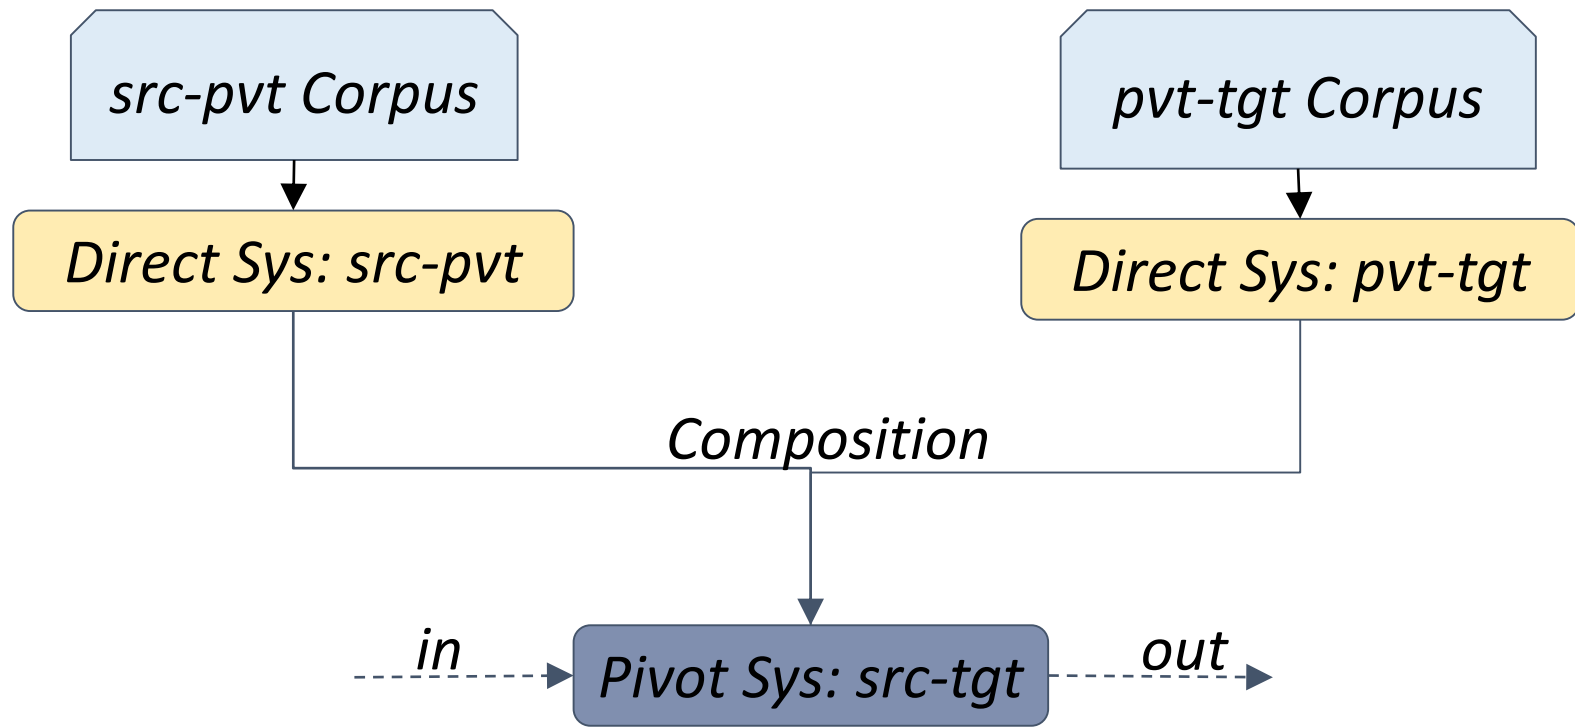 src-pvt Corpus
pvt-tgt Corpus
Direct Sys: src-pvt
Direct Sys: pvt-tgt
Composition
in
Pivot Sys: src-tgt
out